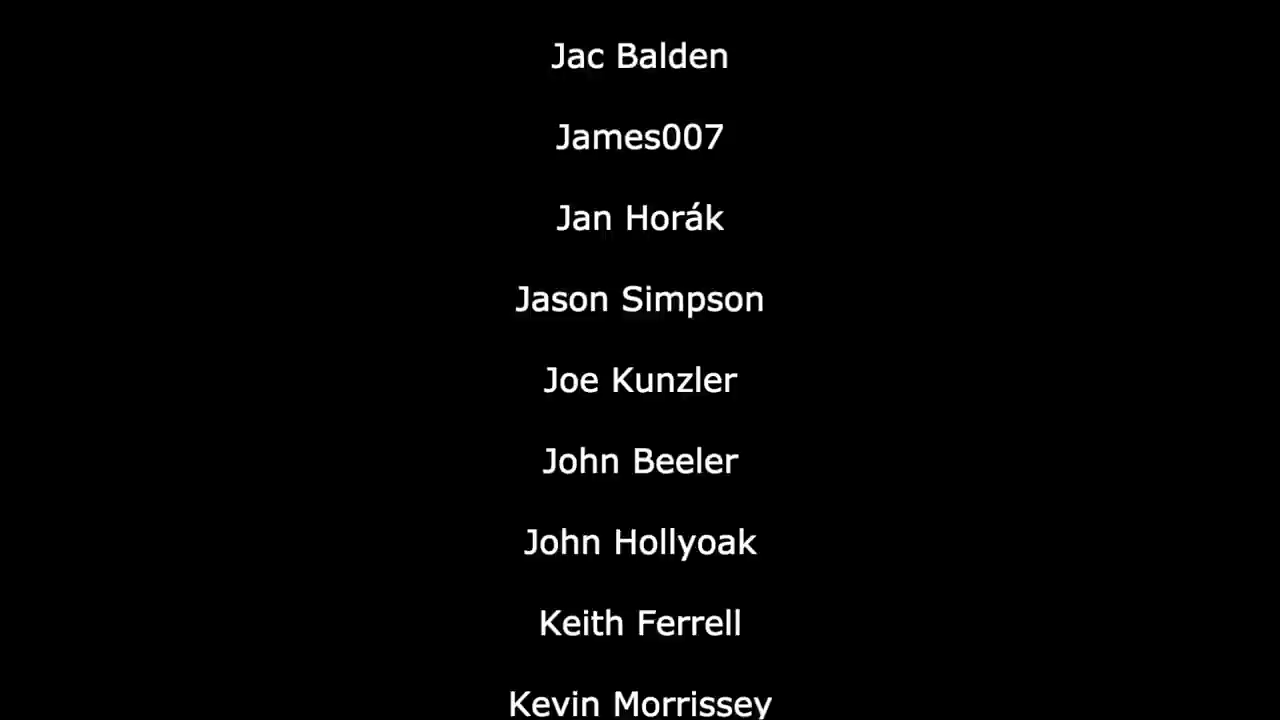 Jac Balden
James007
Jan Horák
Jason Simpson
Joe Kunzler
John Beeler
John Hollyoak
Keith Ferrell
Kevin Morrissey